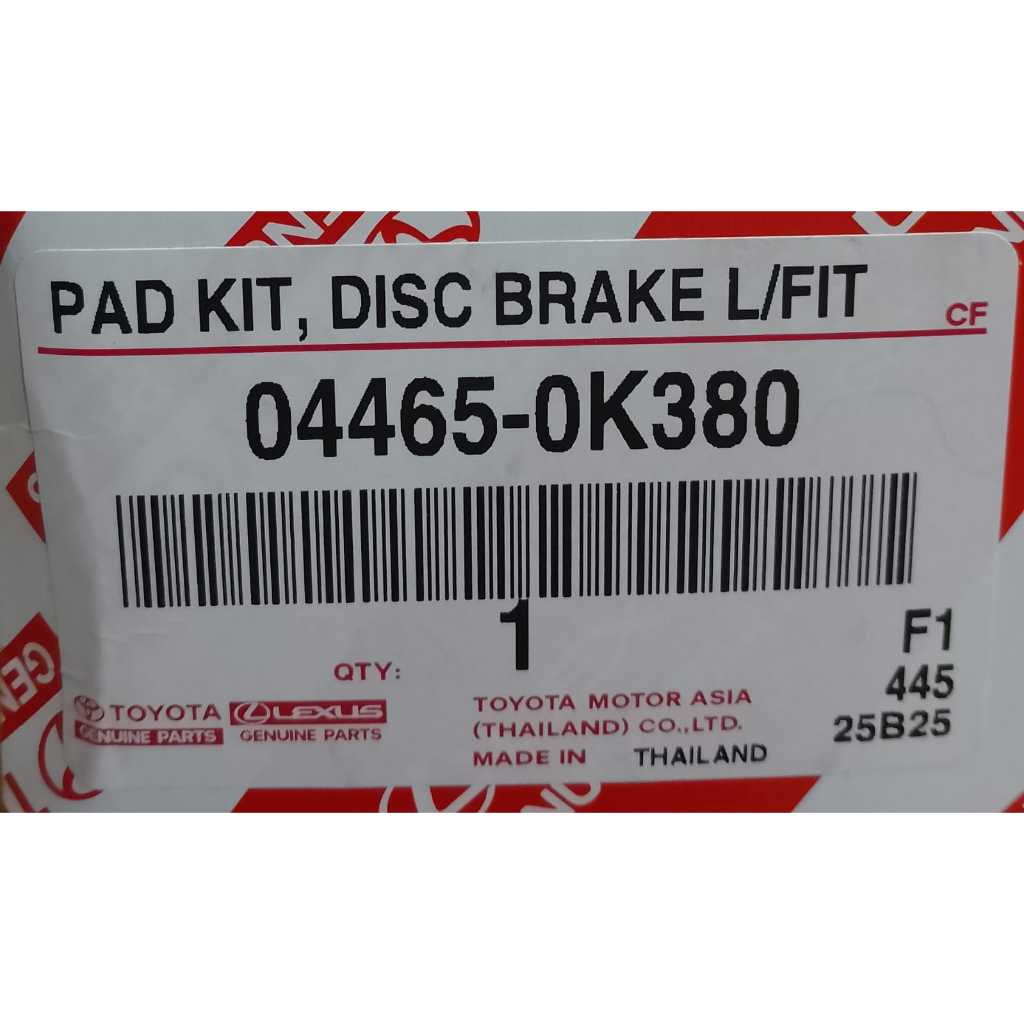 PAD KIT, DISC BRAKE L/FIT
CF
04465-0K380
1
QTY:
F1
445
25B25
TOYOTA LEXUS
GENUINE PARTS GENUINE PARTS
TOYOTA MOTOR ASIA
(THAILAND) CO.,LTD.
MADE IN THAILAND